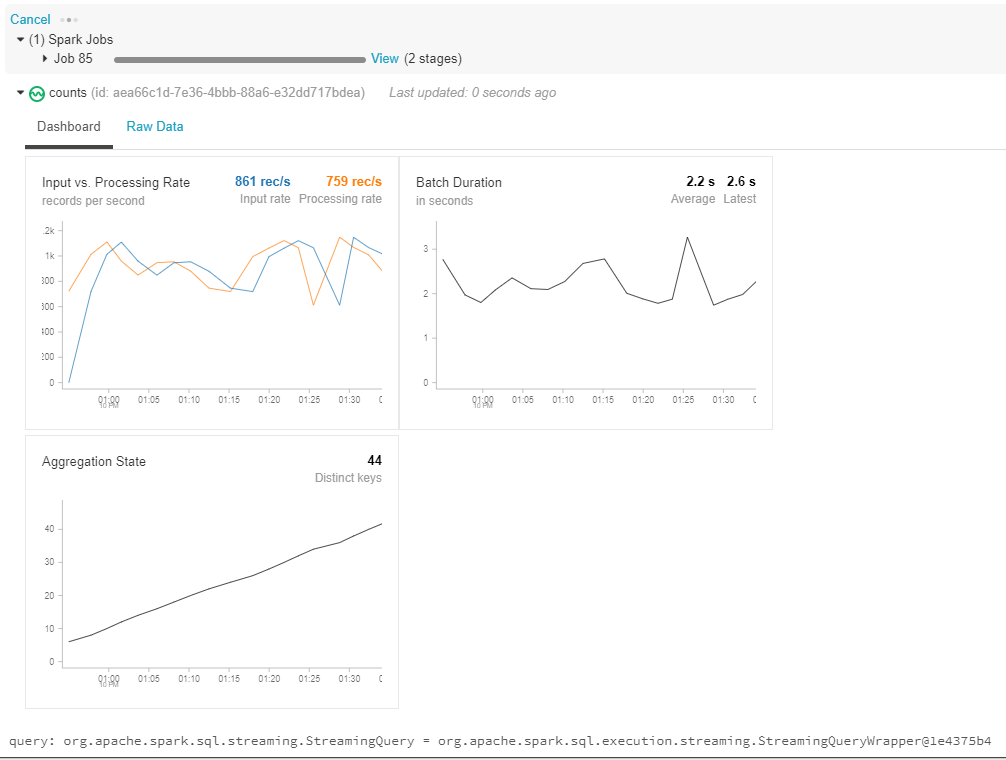 Cancel
(1) Spark Jobs
Job 85 View (2 stages)
counts (id: aea66c1d-7e36-4bbb-88a6-e32dd717bdea) Last updated: 0 seconds ago
Dashboard Raw Data
Input vs. Processing Rate 861 rec/s 759 rec/s
records per second Input rate Processing rate
.2k
1k
800
600
400
200
0
01:00 01:05 01:10 01:15 01:20 01:25 01:30
10 PM
Batch Duration 2.2 s 2.6 s
in seconds Average Latest
3
2
1
0
01:00 01:05 01:10 01:15 01:20 01:25 01:30
10 PM
Aggregation State 44
Distinct keys
40
30
20
10
0
01:00 01:05 01:10 01:15 01:20 01:25 01:30
10 PM
query: org.apache.spark.sql.streaming.StreamingQuery = org.apache.spark.sql.execution.streaming.StreamingQueryWrapper@1e4375b4